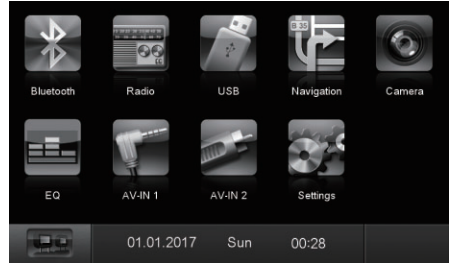 B 35
Bluetooth Radio USB Navigation Camera
EQ AV-IN 1 AV-IN 2 Settings
01.01.2017 Sun 00:28